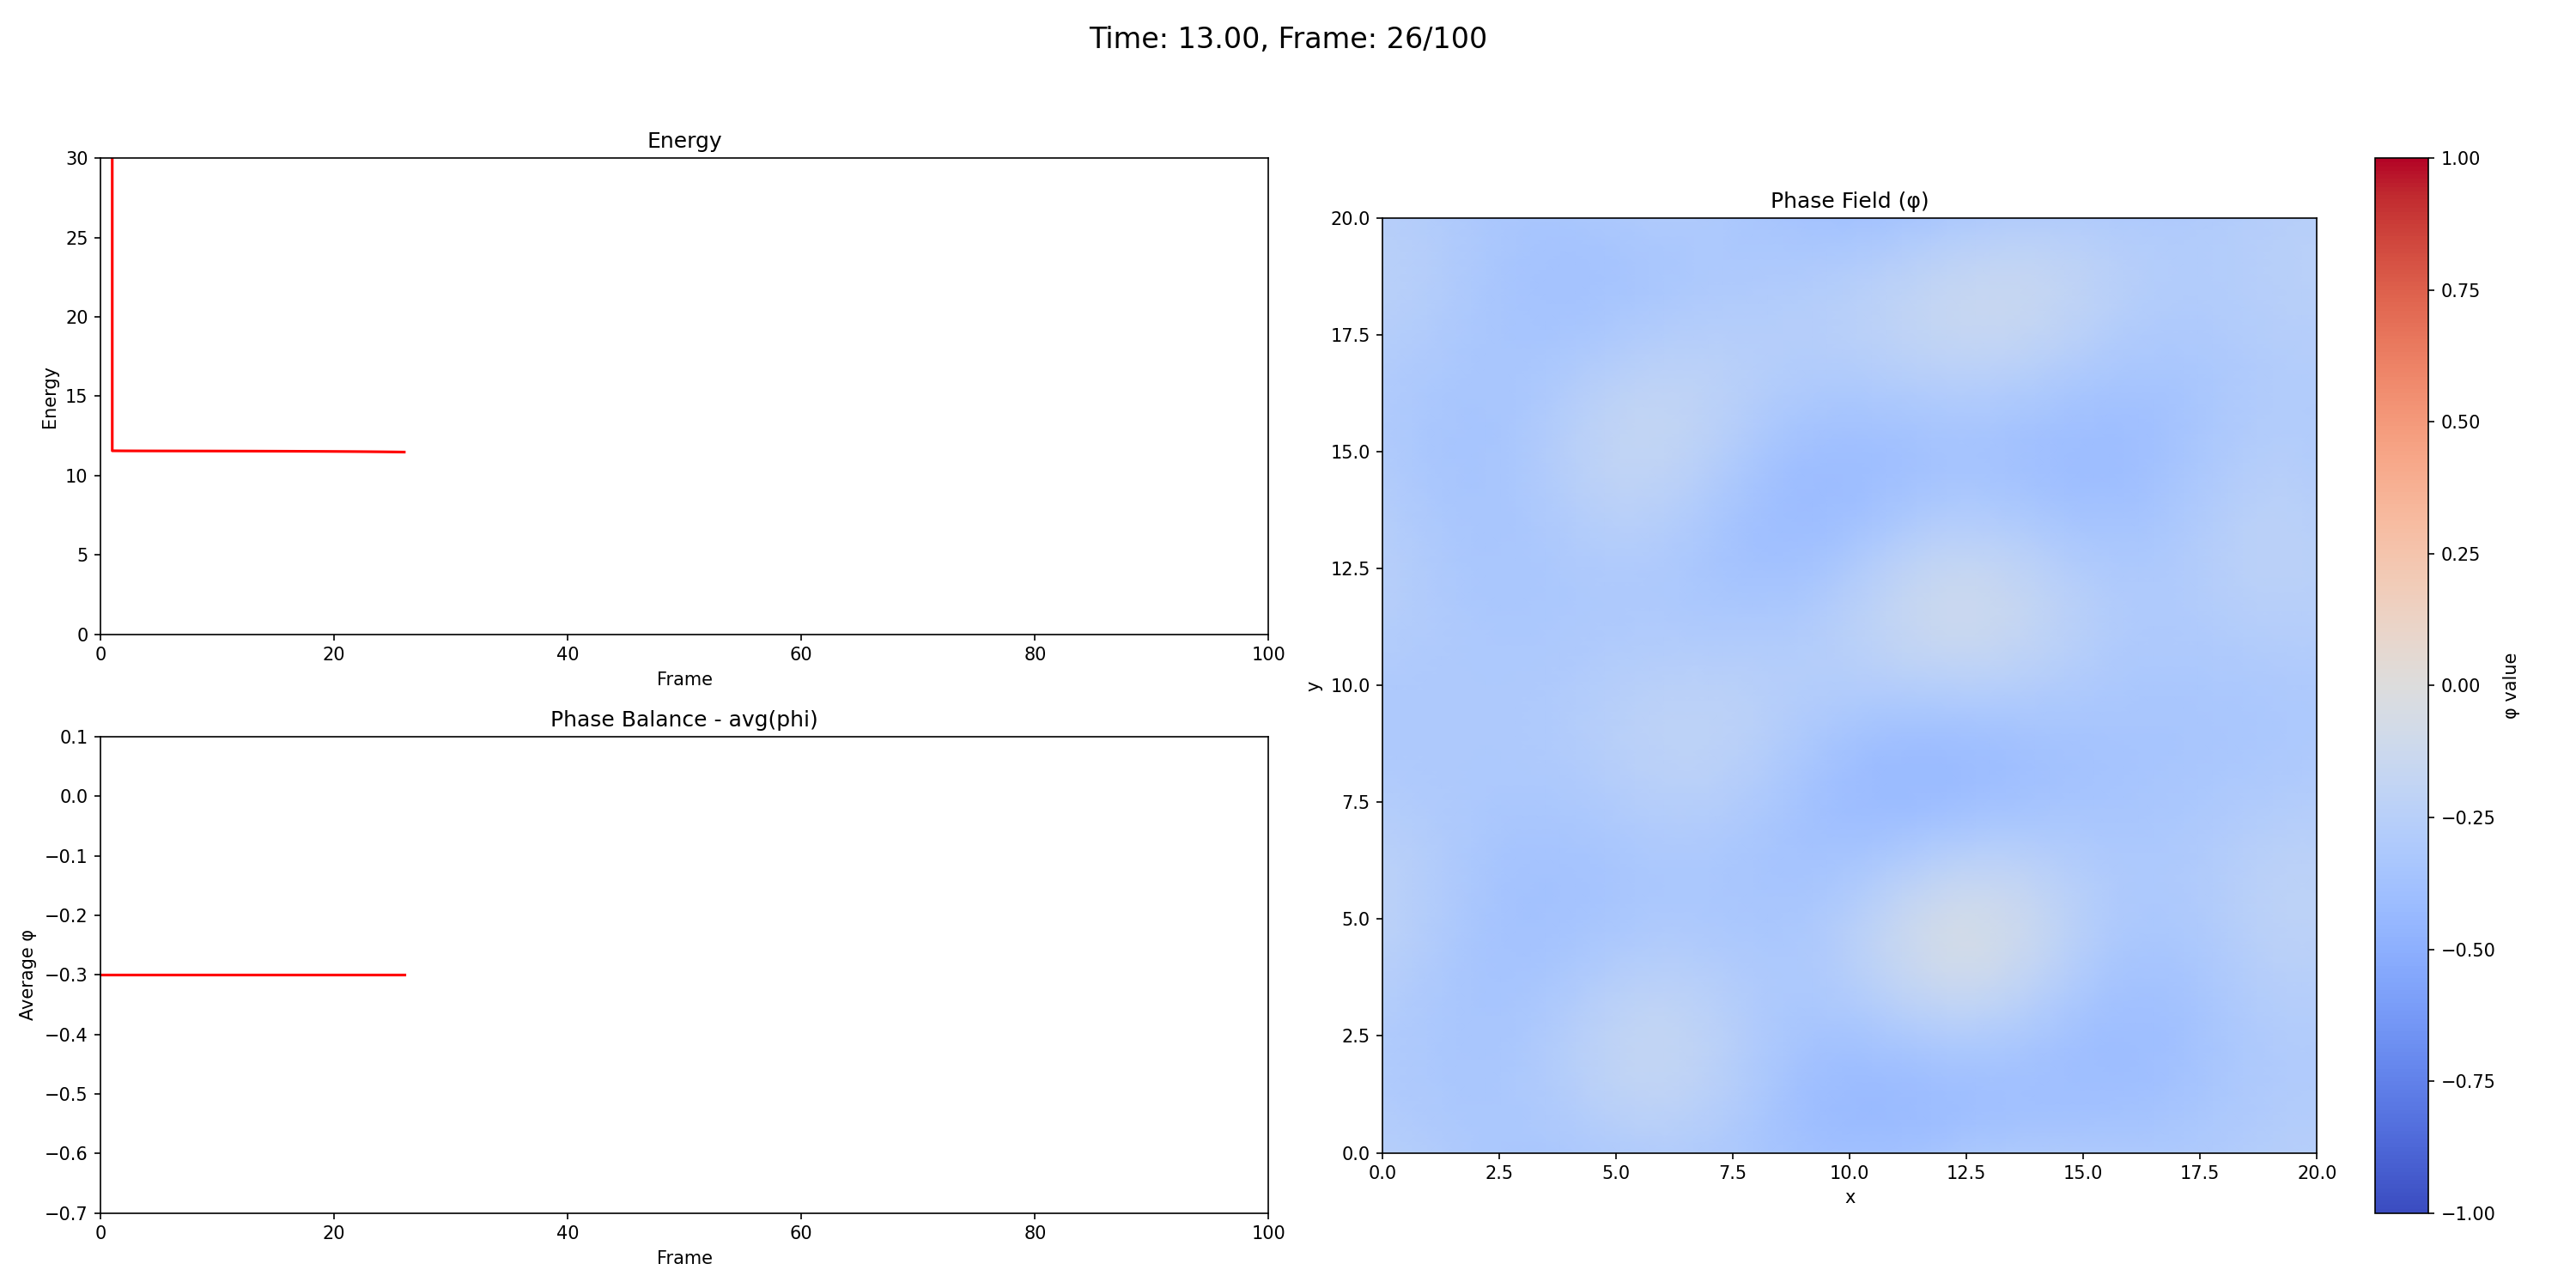 Time: 13.00, Frame: 26/100
Energy
30
25
20
15
10
5
0
Energy
0 20 40 60 80 100
Frame
Phase Balance - avg(phi)
0.1
0.0
−0.1
−0.2
−0.3
−0.4
−0.5
−0.6
−0.7
Average φ
0 20 40 60 80 100
Frame
Phase Field (φ)
20.0
17.5
15.0
12.5
10.0
7.5
5.0
2.5
0.0
y
0.0 2.5 5.0 7.5 10.0 12.5 15.0 17.5 20.0
x
1.00
0.75
0.50
0.25
0.00
−0.25
−0.50
−0.75
−1.00
φ value